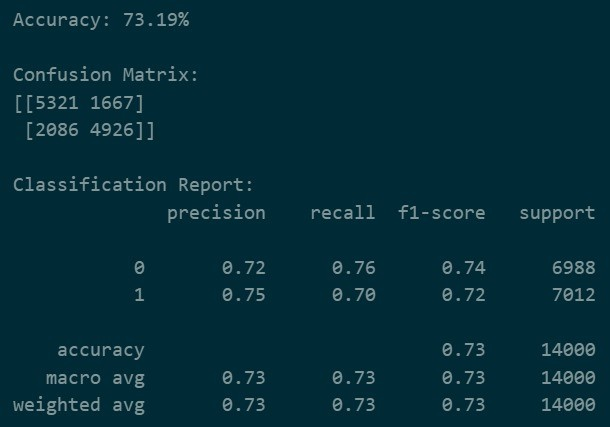 Accuracy: 73.19%
Confusion Matrix:
[[5321 1667]
 [2086 4926]]
Classification Report:
              precision    recall  f1-score   support
           0       0.72      0.76      0.74      6988
           1       0.75      0.70      0.72      7012
    accuracy                           0.73     14000
   macro avg       0.73      0.73      0.73     14000
weighted avg       0.73      0.73      0.73     14000